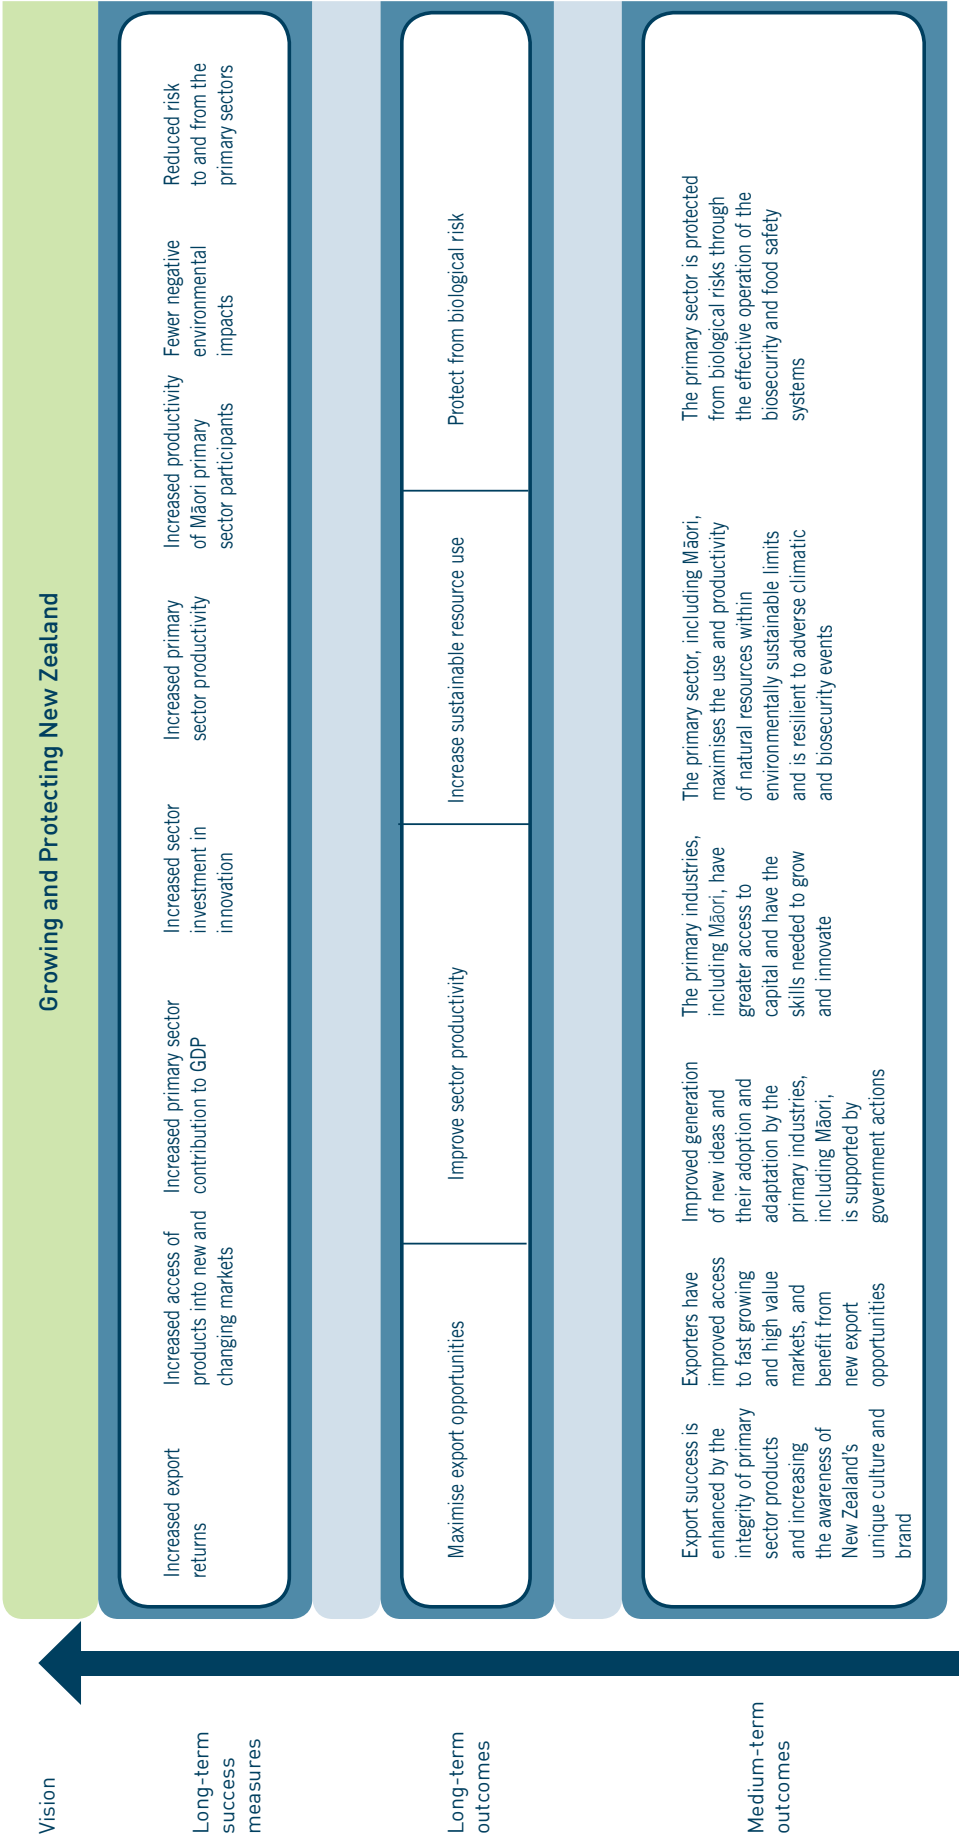 Vision
Growing and Protecting New Zealand
Long-term
success
measures
Increased export
returns
Increased access of
products into new and
changing markets
Increased primary sector
contribution to GDP
Increased sector
investment in
innovation
Increased primary
sector productivity
Increased productivity
of Māori primary
sector participants
Fewer negative
environmental
impacts
Reduced risk
to and from the
primary sectors
Long-term
outcomes
Maximise export opportunities
Improve sector productivity
Increase sustainable resource use
Protect from biological risk
Medium-term
outcomes
Export success is
enhanced by the
integrity of primary
sector products
and increasing
the awareness of
New Zealand's
unique culture and
brand
Exporters have
improved access
to fast growing
and high value
markets, and
benefit from
new export
opportunities
Improved generation
of new ideas and
their adoption and
adaptation by the
primary industries,
including Māori,
is supported by
government actions
The primary industries,
including Māori, have
greater access to
capital and have the
skills needed to grow
and innovate
The primary sector, including Māori,
maximises the use and productivity
of natural resources within
environmentally sustainable limits
and is resilient to adverse climatic
and biosecurity events
The primary sector is protected
from biological risks through
the effective operation of the
biosecurity and food safety
systems